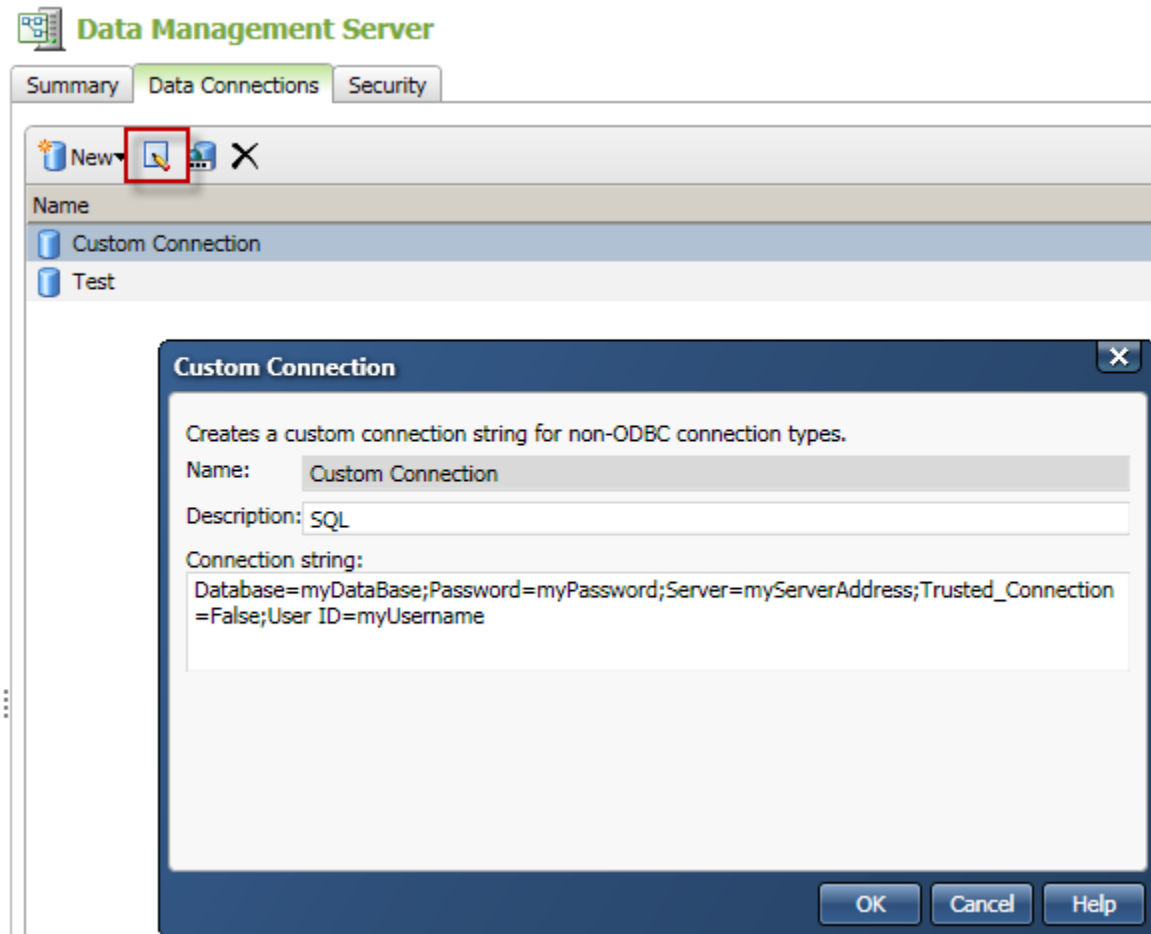 Data Management Server
Summary Data Connections Security
New
Name
Custom Connection
Test
Custom Connection
Creates a custom connection string for non-ODBC connection types.
Name: Custom Connection
Description: SQL
Connection string:
Database=myDataBase;Password=myPassword;Server=myServerAddress;Trusted_Connection
=False;User ID=myUsername
OK Cancel Help